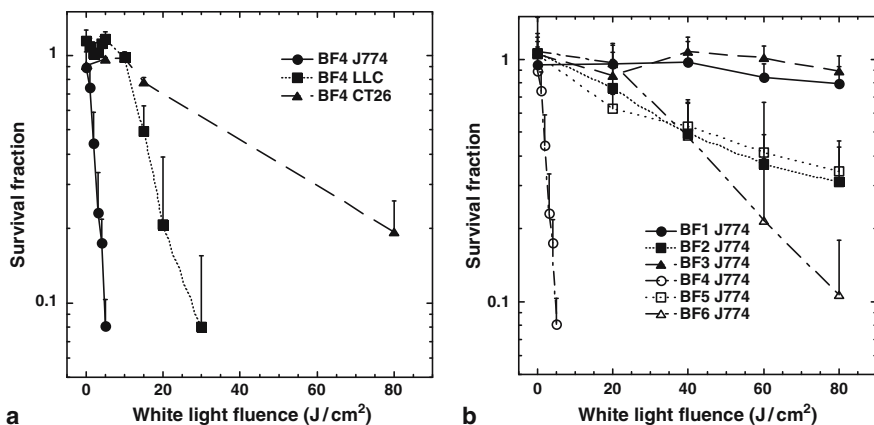 1
0.1
Survival fraction
0 20 40 60 80
White light fluence (J/cm²)
BF4 J774
BF4 LLC
BF4 CT26
a
1
0.1
Survival fraction
0 20 40 60 80
White light fluence (J/cm²)
BF1 J774
BF2 J774
BF3 J774
BF4 J774
BF5 J774
BF6 J774
b